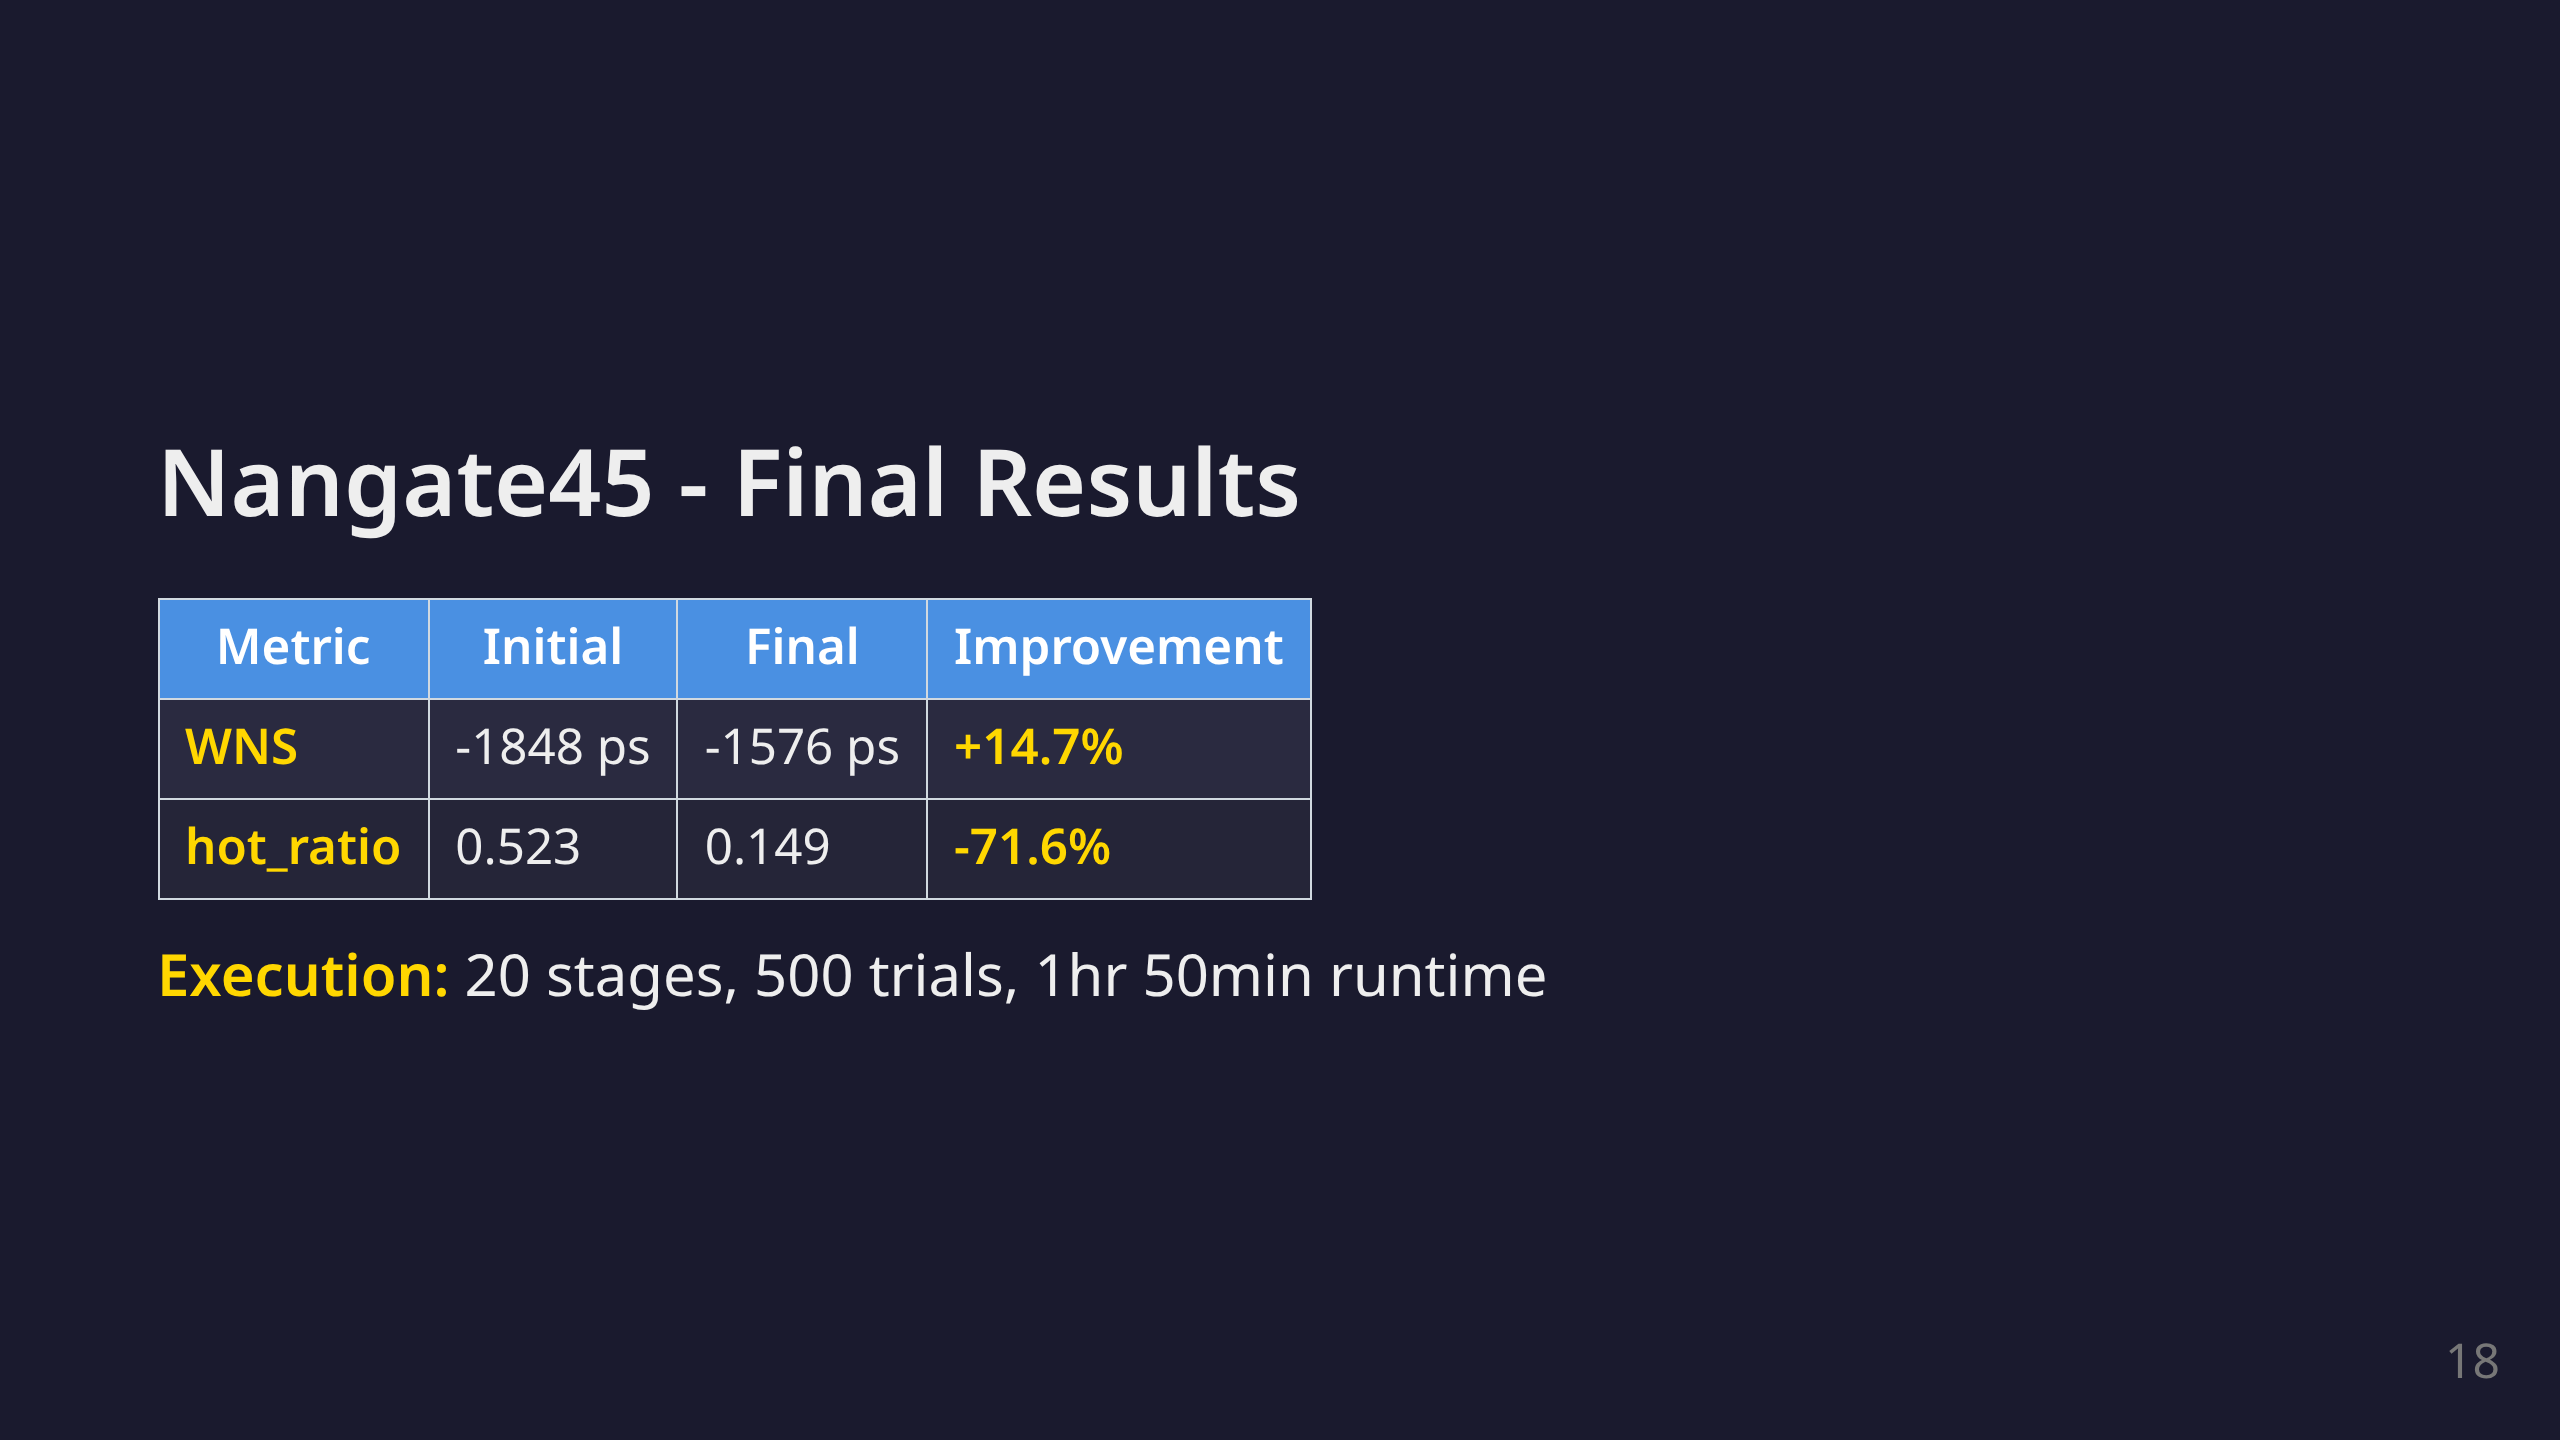 Nangate45 - Final Results
Metric Initial Final Improvement
WNS -1848 ps -1576 ps +14.7%
hot_ratio 0.523 0.149 -71.6%
Execution: 20 stages, 500 trials, 1hr 50min runtime
18